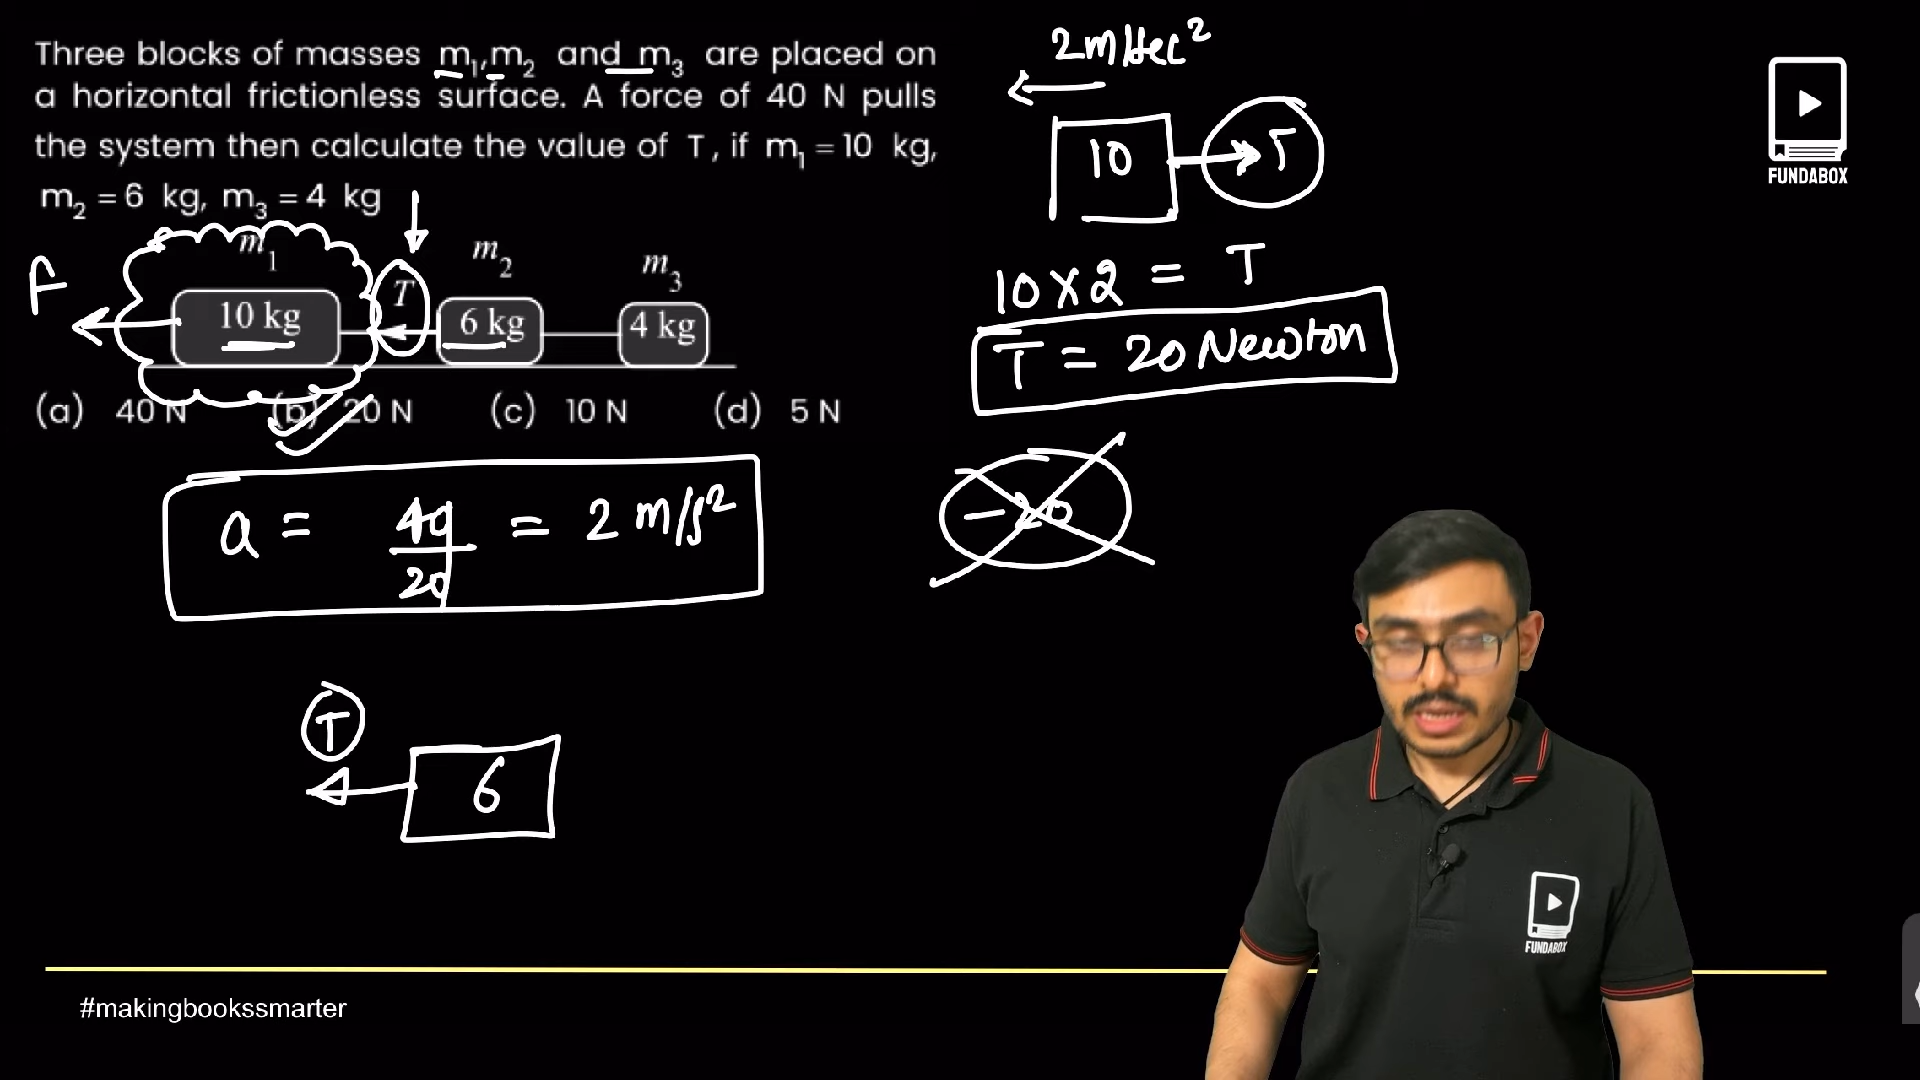 Three blocks of masses m₁,m₂ and m₃ are placed on
a horizontal frictionless surface. A force of 40 N pulls
the system then calculate the value of T, if m₁ = 10 kg,
m₂ = 6 kg, m₃ = 4 kg
F
m₁
10 kg
T
m₂
6 kg
m₃
4 kg
(a) 40 N (b) 20 N (c) 10 N (d) 5 N
a = 40/20 = 2 m/s²
T
6
2m/sec²
10
T
10 × 2 = T
T = 20 Newton
-20
FUNDABOX
FUNDABOX
#makingbookssmarter